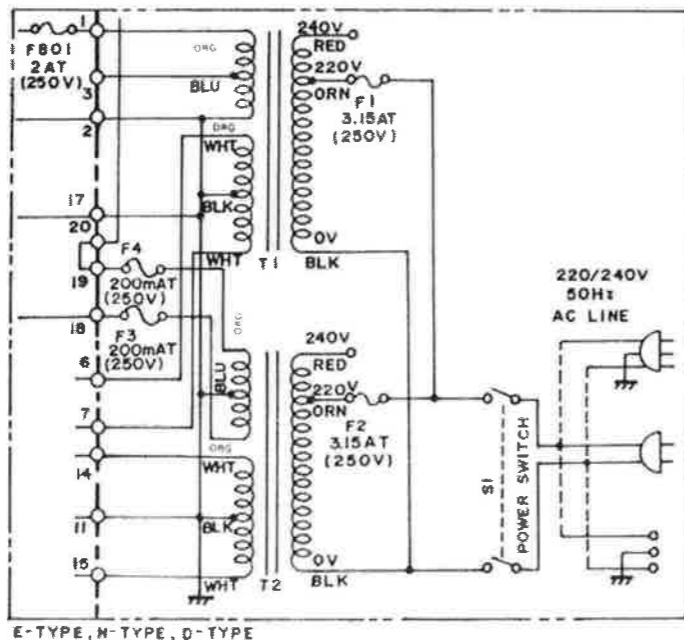 1
F801
2AT
(250V)
3
2
17
20
19
18
6
7
14
11
15
ORG
ORG
BLU
ORG
WHT
BLK
WHT
F4
200mAT
(250V)
F3
200mAT
(250V)
ORG
BLU
ORG
WHT
BLK
WHT
T1
T2
240V
RED
220V
ORN
F1
3.15AT
(250V)
0V
BLK
240V
RED
220V
ORN
F2
3.15AT
(250V)
0V
BLK
S1
POWER SWITCH
220/240V
50Hz
AC LINE
E-TYPE, N-TYPE, D-TYPE